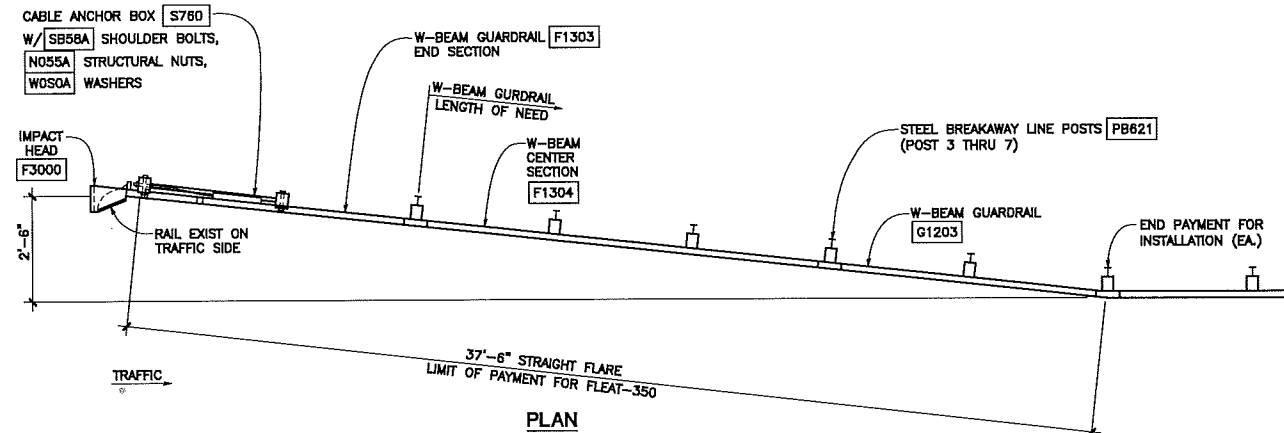 CABLE ANCHOR BOX S760
W/ SB58A SHOULDER BOLTS,
N055A STRUCTURAL NUTS,
W050A WASHERS
W-BEAM GUARDRAIL F1303
END SECTION
W-BEAM GURDRAIL
LENGTH OF NEED
IMPACT
HEAD
F3000
W-BEAM
CENTER
SECTION
F1304
STEEL BREAKAWAY LINE POSTS PB621
(POST 3 THRU 7)
W-BEAM GUARDRAIL
G1203
END PAYMENT FOR
INSTALLATION (EA.)
RAIL EXIST ON
TRAFFIC SIDE
2'-6"
37'-6" STRAIGHT FLARE
LIMIT OF PAYMENT FOR FLEAT-350
TRAFFIC
PLAN